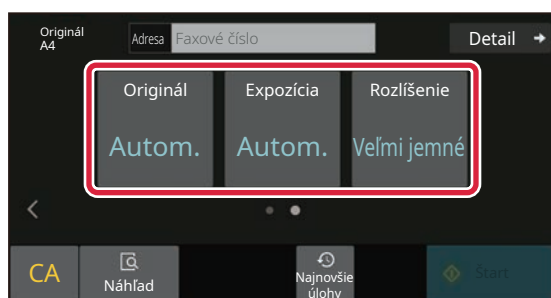 Originál
A4
Adresa Faxové číslo
Detail
Originál Expozícia Rozlíšenie
Autom. Autom. Veľmi jemné
CA
Náhľad
Najnovšie
úlohy
Štart